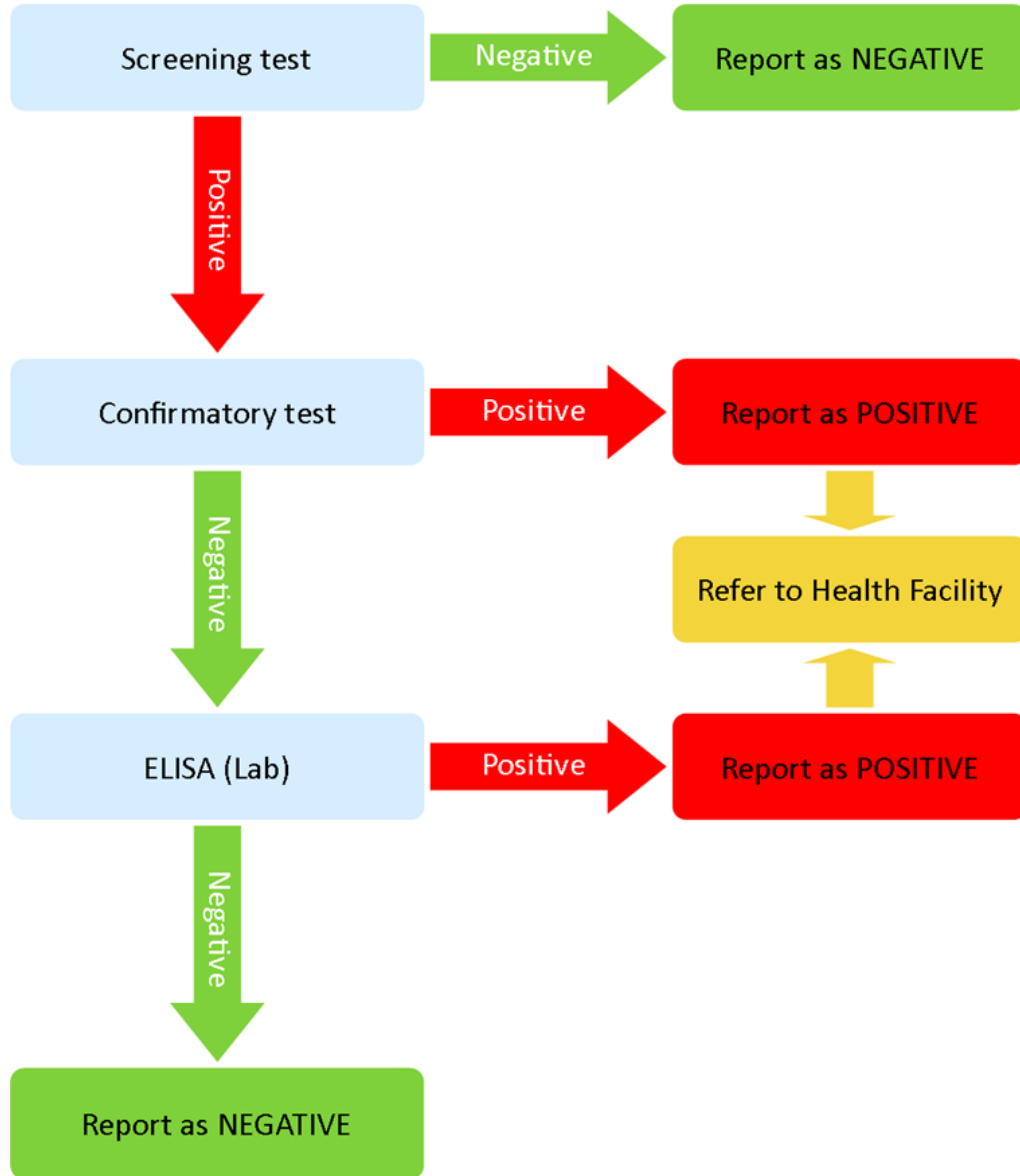 Screening test
Negative
Report as NEGATIVE
Positive
Confirmatory test
Positive
Report as POSITIVE
Negative
Refer to Health Facility
ELISA (Lab)
Positive
Report as POSITIVE
Negative
Report as NEGATIVE